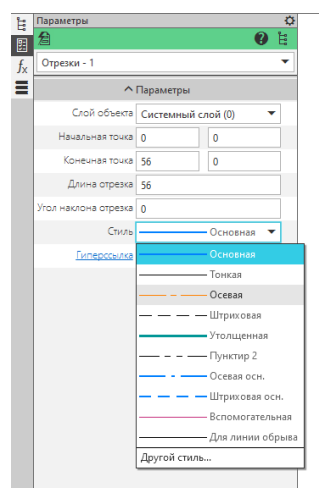 Параметры
Отрезки - 1
Параметры
Слой объекта Системный слой (0)
Начальная точка 0 0
Конечная точка 56 0
Длина отрезка 56
Угол наклона отрезка 0
Стиль Основная
Гиперссылка Основная
Тонкая
Осевая
Штриховая
Утолщенная
Пунктир 2
Осевая осн.
Штриховая осн.
Вспомогательная
Для линии обрыва
Другой стиль...